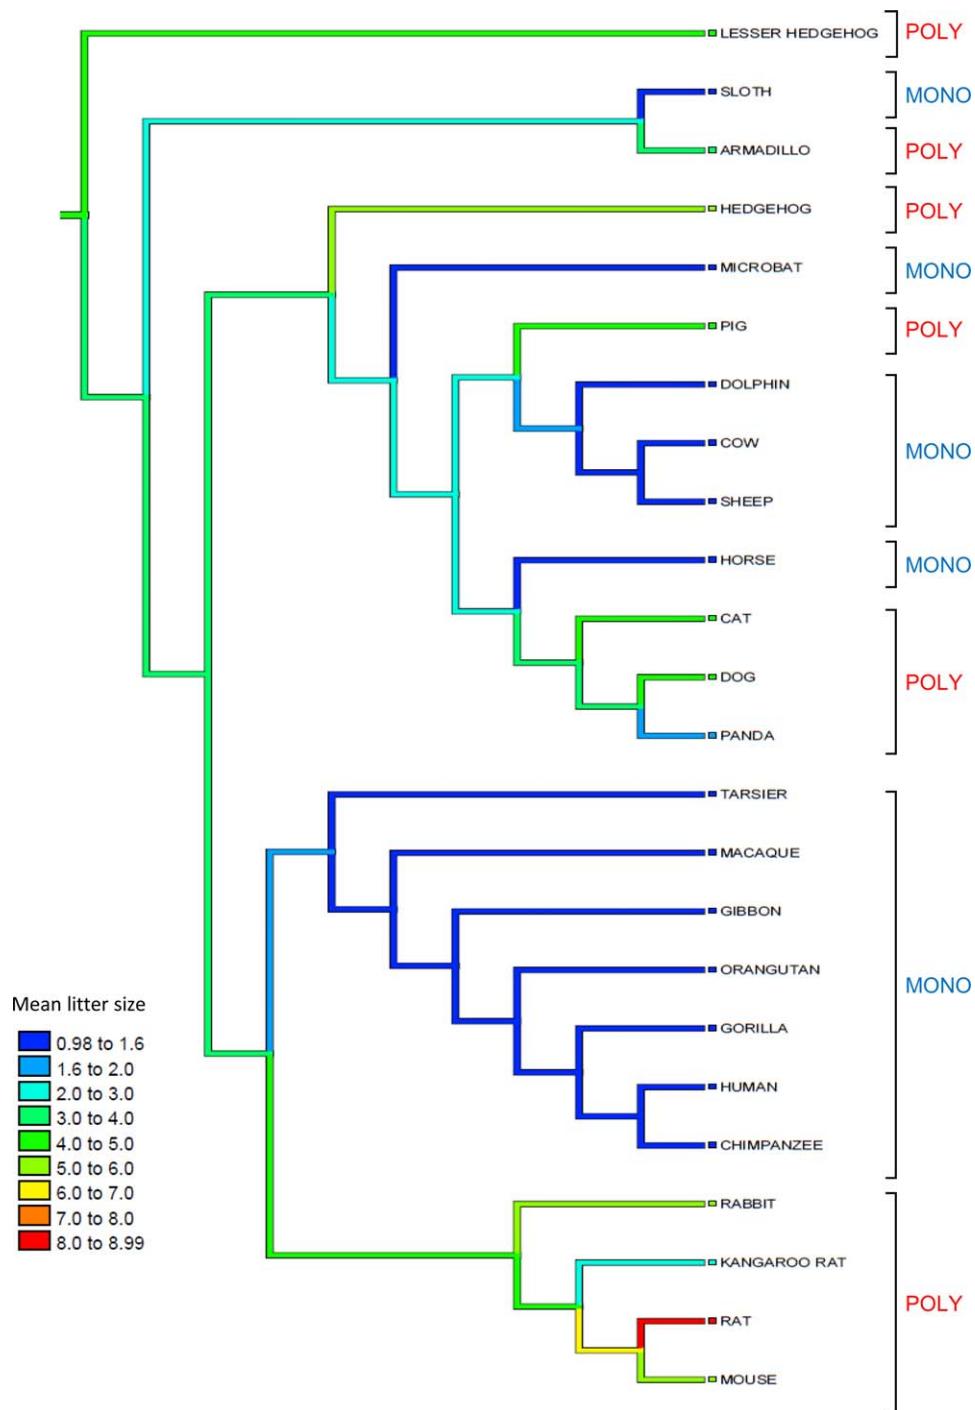 LESSER HEDGEHOG POLY
SLOTH
MONO
ARMADILLO POLY
HEDGEHOG POLY
MICROBAT MONO
PIG POLY
DOLPHIN
COW
MONO
SHEEP
HORSE MONO
CAT
DOG
POLY
PANDA
TARSIER
MACAQUE
GIBBON
ORANGUTAN
MONO
GORILLA
HUMAN
CHIMPANZEE
RABBIT
KANGAROO RAT
POLY
RAT
MOUSE
Mean litter size
0.98 to 1.6
1.6 to 2.0
2.0 to 3.0
3.0 to 4.0
4.0 to 5.0
5.0 to 6.0
6.0 to 7.0
7.0 to 8.0
8.0 to 8.99